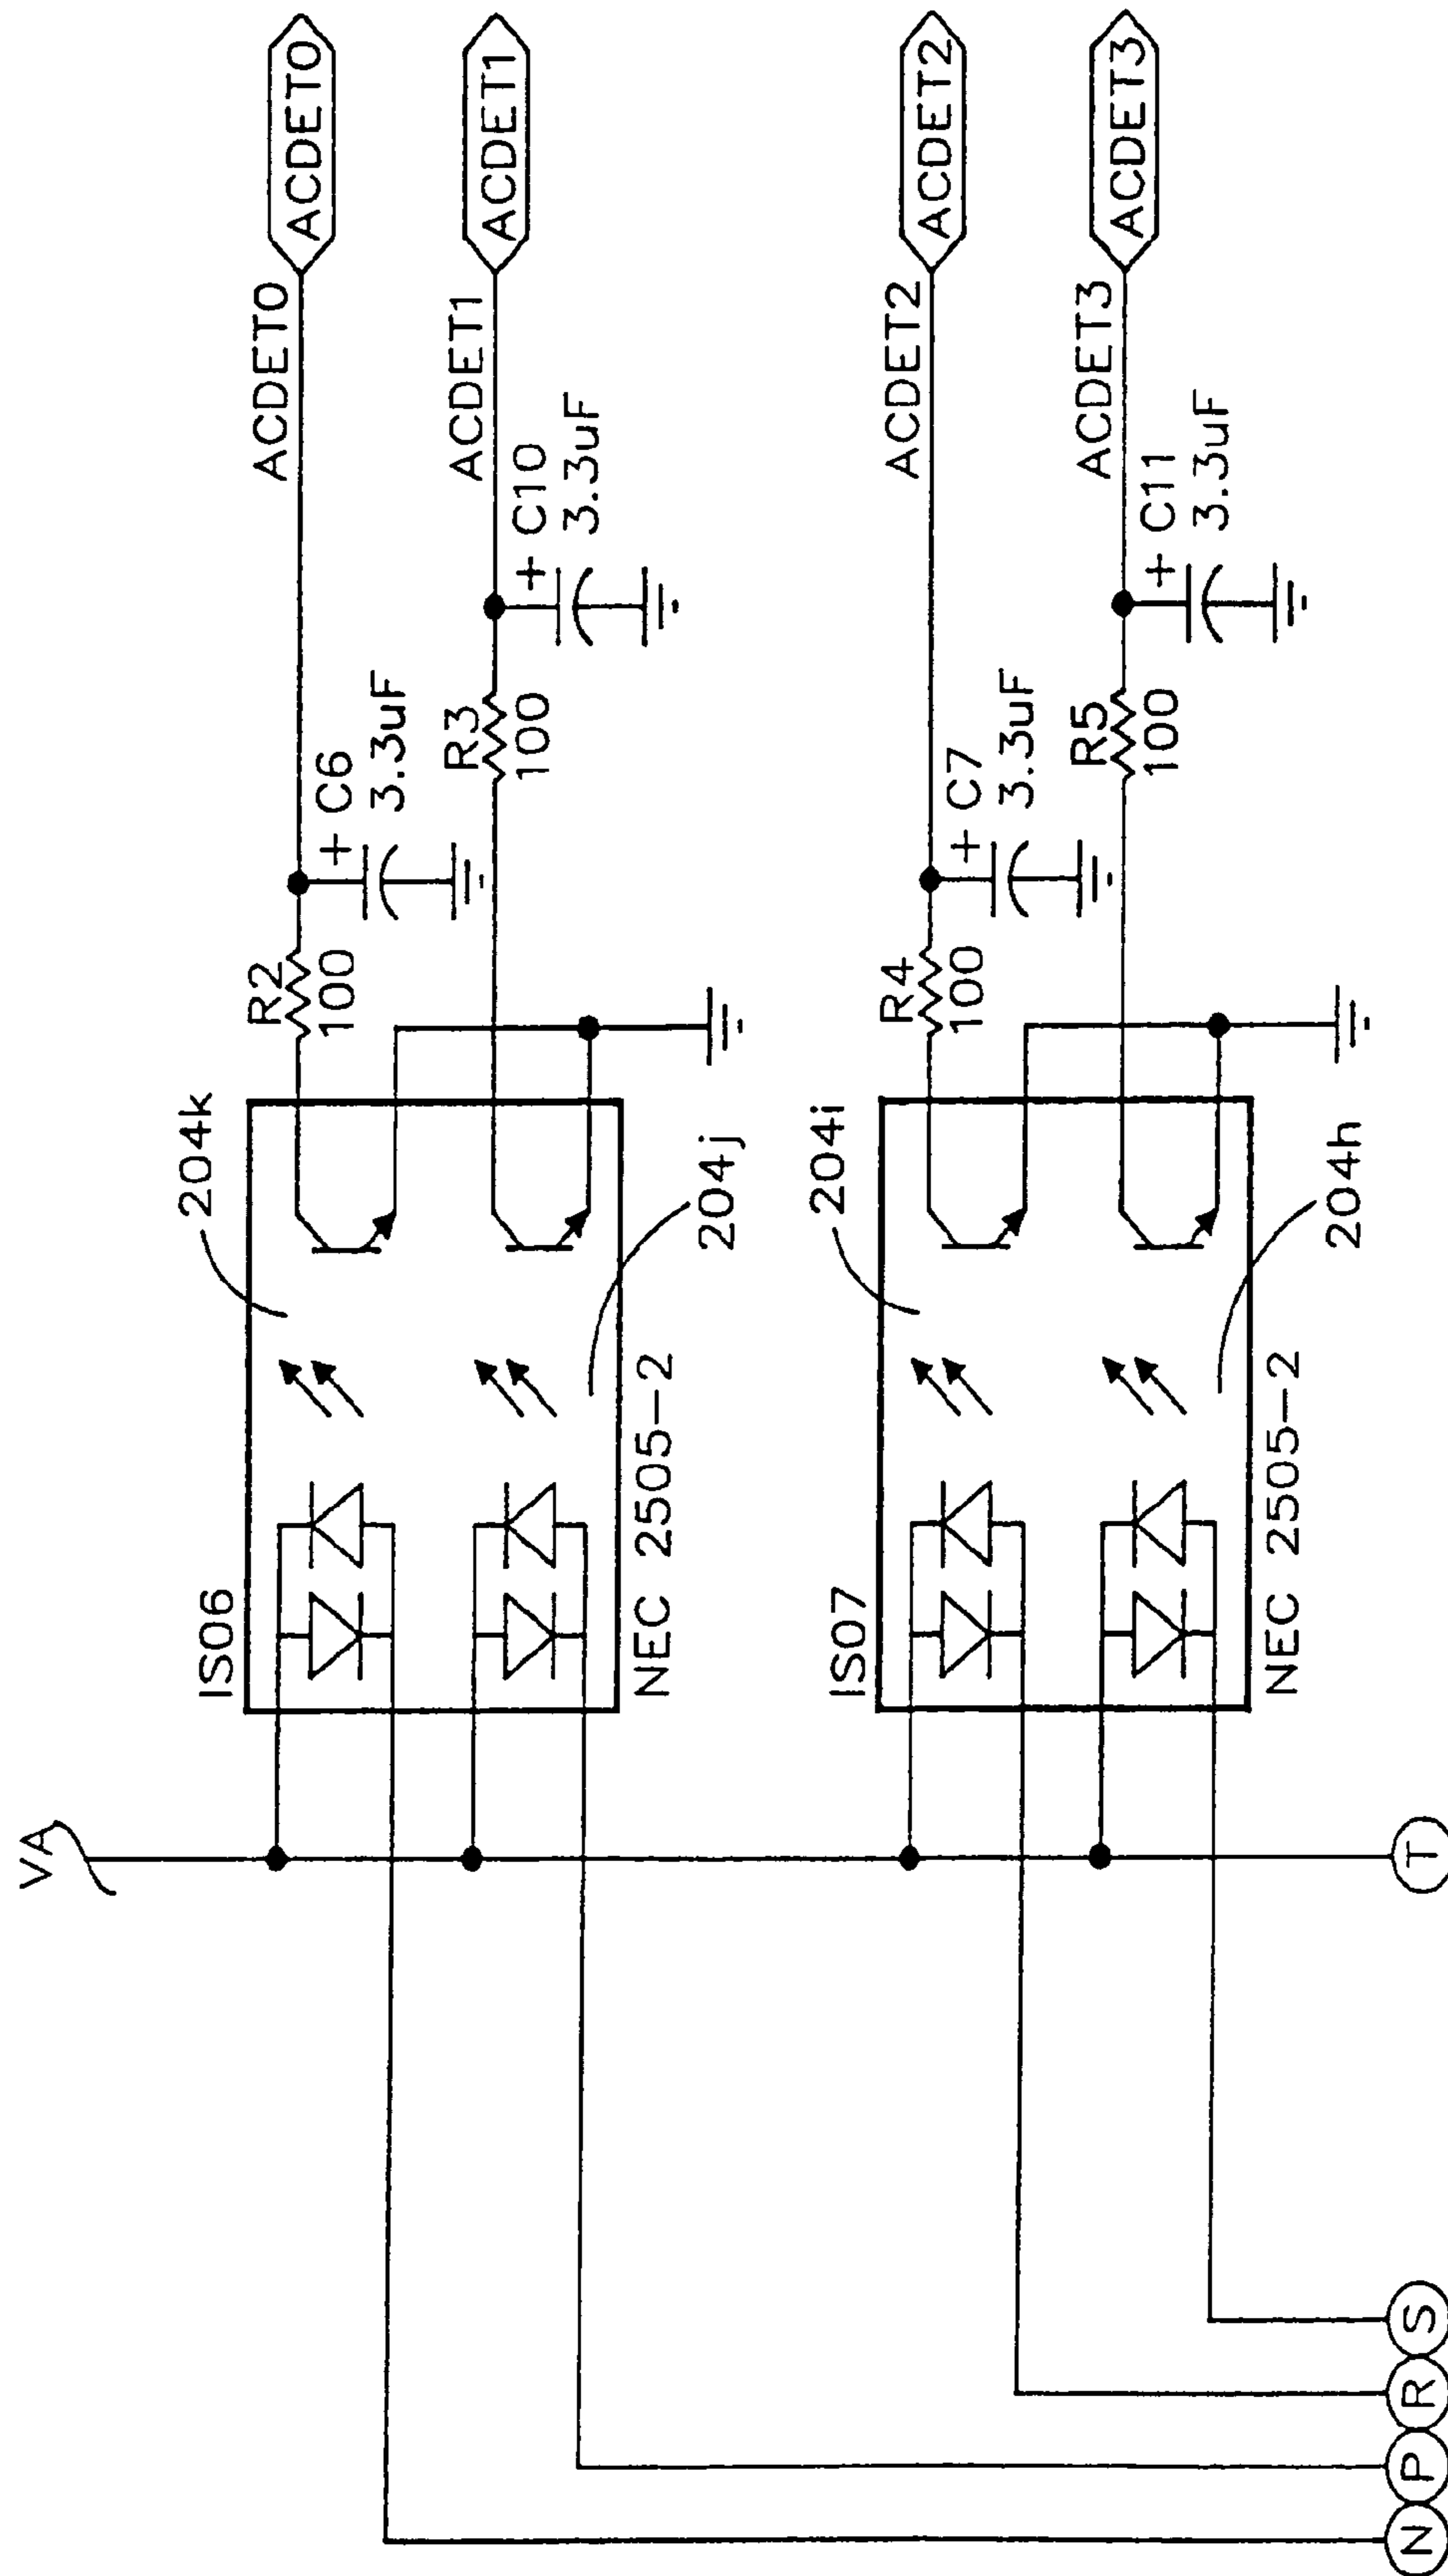 VA
IS06
204k
R2
100
+ C6
3.3uF
ACDET0
ACDET0
R3
100
+ C10
3.3uF
ACDET1
ACDET1
204j
NEC 2505-2
IS07
204i
R4
100
+ C7
3.3uF
ACDET2
ACDET2
R5
100
+ C11
3.3uF
ACDET3
ACDET3
204h
NEC 2505-2
N
P
R
S
T